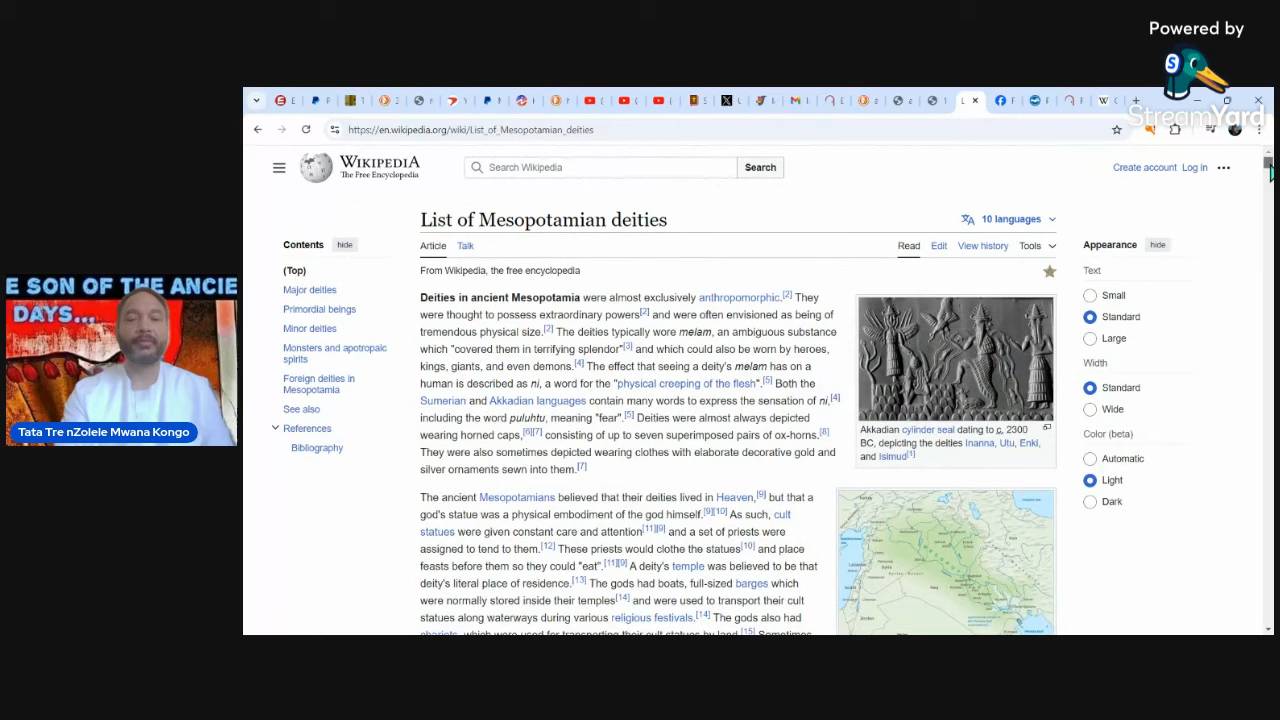 Powered by
StreamYard
https://en.wikipedia.org/wiki/List_of_Mesopotamian_deities
WIKIPEDIA
The Free Encyclopedia
Search Wikipedia
Search
Create account Log in
List of Mesopotamian deities
10 languages
Article Talk
Read Edit View history Tools
From Wikipedia, the free encyclopedia
Contents hide
(Top)
Major deities
Primordial beings
Minor deities
Monsters and apotropaic
spirits
Foreign deities in
Mesopotamia
See also
References
Bibliography
Deities in ancient Mesopotamia were almost exclusively anthropomorphic.[2] They
were thought to possess extraordinary powers[2] and were often envisioned as being of
tremendous physical size.[2] The deities typically wore melam, an ambiguous substance
which "covered them in terrifying splendor"[3] and which could also be worn by heroes,
kings, giants, and even demons.[4] The effect that seeing a deity's melam has on a
human is described as ni, a word for the "physical creeping of the flesh".[5] Both the
Sumerian and Akkadian languages contain many words to express the sensation of ni,[4]
including the word puluhtu, meaning "fear".[5] Deities were almost always depicted
wearing horned caps,[6][7] consisting of up to seven superimposed pairs of ox-horns.[8]
They were also sometimes depicted wearing clothes with elaborate decorative gold and
silver ornaments sewn into them.[7]
The ancient Mesopotamians believed that their deities lived in Heaven,[9] but that a
god's statue was a physical embodiment of the god himself.[9][10] As such, cult
statues were given constant care and attention[11][9] and a set of priests were
assigned to tend to them.[12] These priests would clothe the statues[10] and place
feasts before them so they could "eat".[11][9] A deity's temple was believed to be that
deity's literal place of residence.[13] The gods had boats, full-sized barges which
were normally stored inside their temples[14] and were used to transport their cult
statues along waterways during various religious festivals.[14] The gods also had
chariots, which were used for transporting their cult statues by land.[15] Sometimes
Akkadian cylinder seal dating to c. 2300
BC, depicting the deities Inanna, Utu, Enki,
and Isimud[1]
Appearance hide
Text
Small
Standard
Large
Width
Standard
Wide
Color (beta)
Automatic
Light
Dark
E SON OF THE ANCIE
DAYS...
Tata Tre nZolele Mwana Kongo